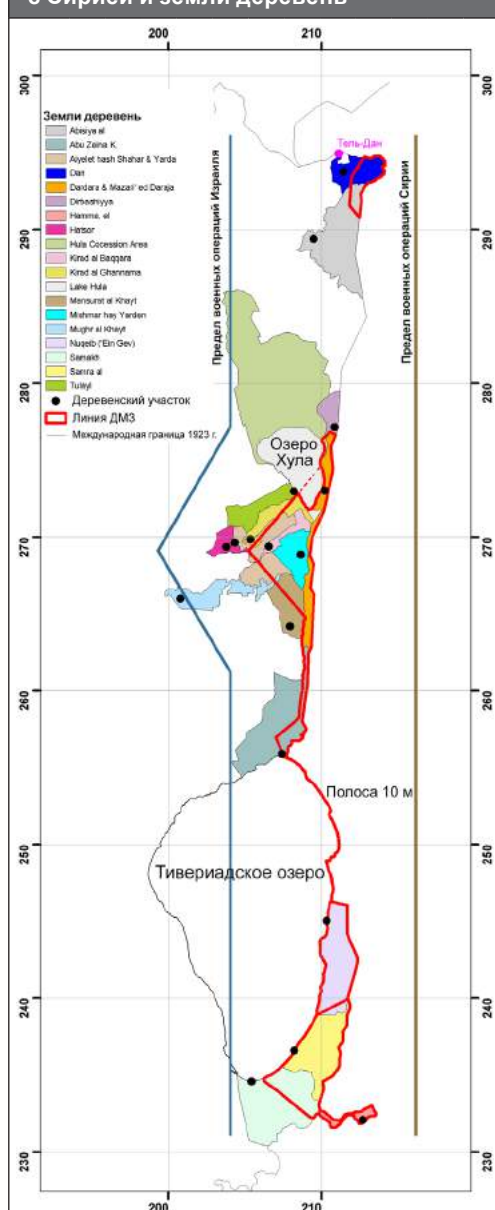 с Сирией и земли деревень
200 210
300
Земли деревень
Abisiya al
Abu Zeina K.
Aiyelet hash Shahar & Yarda
Dan
Dardara & Mazari' ed Daraja
Dirbashiyya
Hamma, el
Hatsor
Hula Cocession Area
Kirad al Baqqara
Kirad al Ghannama
Lake Hula
Mansurat al Khayt
Mishmar hay Yarden
Mughr al Khayt
Nuqeib ('Ein Gev)
Samakh
Samra al
Tulayl
Деревенский участок
Линия ДМЗ
Международная граница 1923 г.
Предел военных операций Израиля
Тель-Дан
Предел военных операций Сирии
300
290 290
280 280
Озеро
Хула
270 270
260 260
Полоса 10 м
250 250
Тивериадское озеро
240 240
230 230
200 210